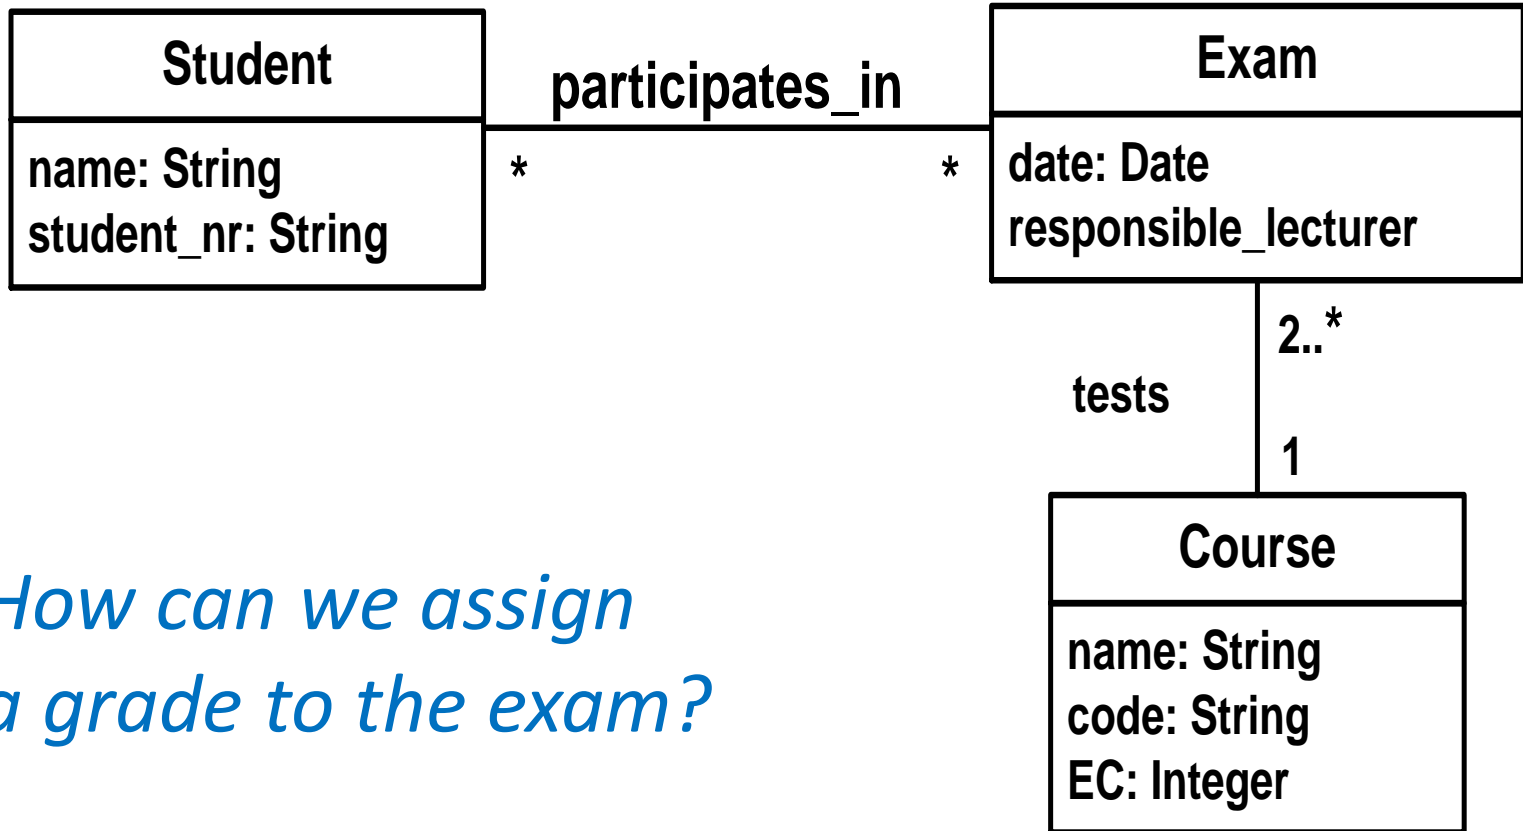 Student
name: String
student_nr: String
participates_in
*
*
Exam
date: Date
responsible_lecturer
2..*
tests
1
Course
name: String
code: String
EC: Integer
How can we assign
a grade to the exam?